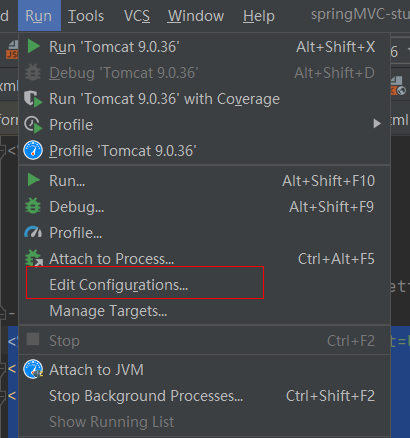 Run Tools VCS Window Help springMVC-stu
Run 'Tomcat 9.0.36' Alt+Shift+X
Debug 'Tomcat 9.0.36' Alt+Shift+D
Run 'Tomcat 9.0.36' with Coverage
Profile
Profile 'Tomcat 9.0.36'
Run... Alt+Shift+F10
Debug... Alt+Shift+F9
Profile...
Attach to Process... Ctrl+Alt+F5
Edit Configurations...
Manage Targets...
Stop Ctrl+F2
Attach to JVM
Stop Background Processes... Ctrl+Shift+F2
Show Running List